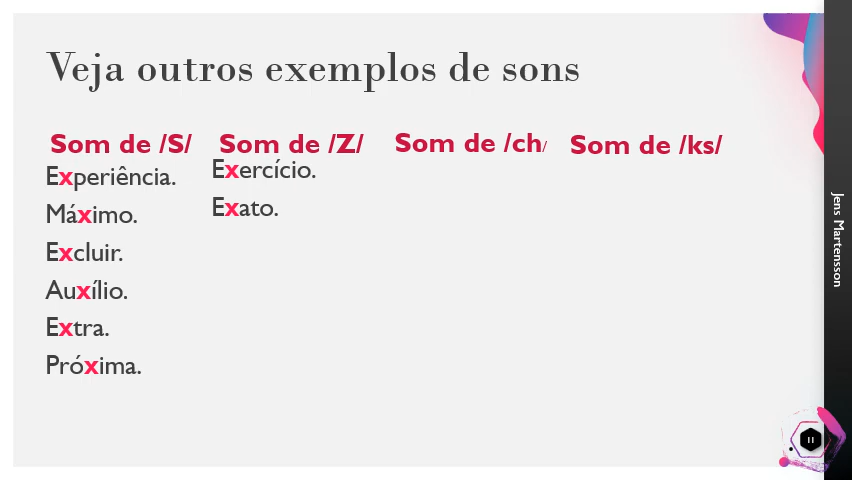 Veja outros exemplos de sons
Som de /S/
Experiência.
Máximo.
Excluir.
Auxílio.
Extra.
Próxima.
Som de /Z/
Exercício.
Exato.
Som de /ch/
Som de /ks/
Jens Martensson
11